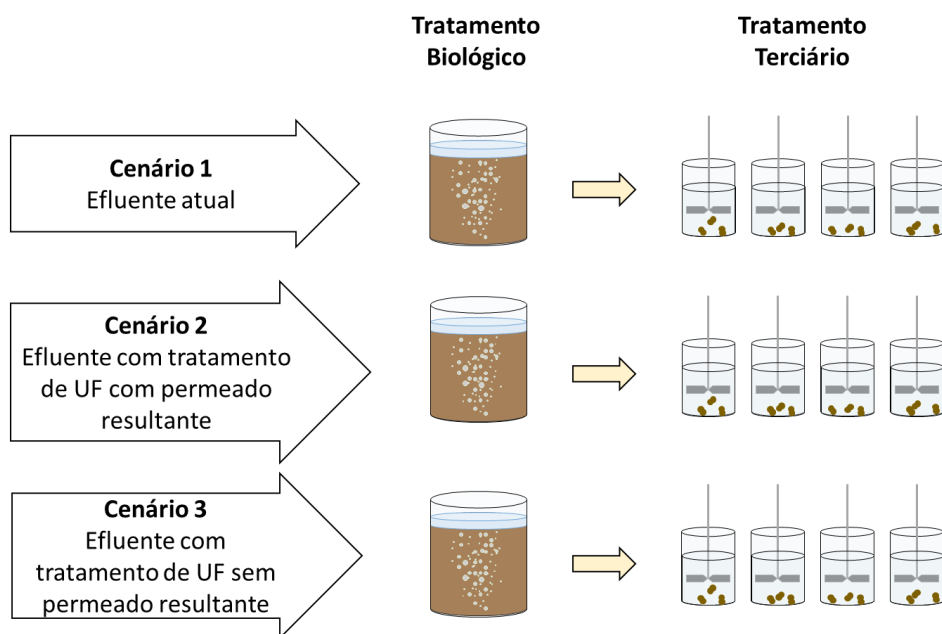 Tratamento
Biológico
Tratamento
Terciário
Cenário 1
Efluente atual
Cenário 2
Efluente com tratamento
de UF com permeado
resultante
Cenário 3
Efluente com
tratamento de UF sem
permeado resultante